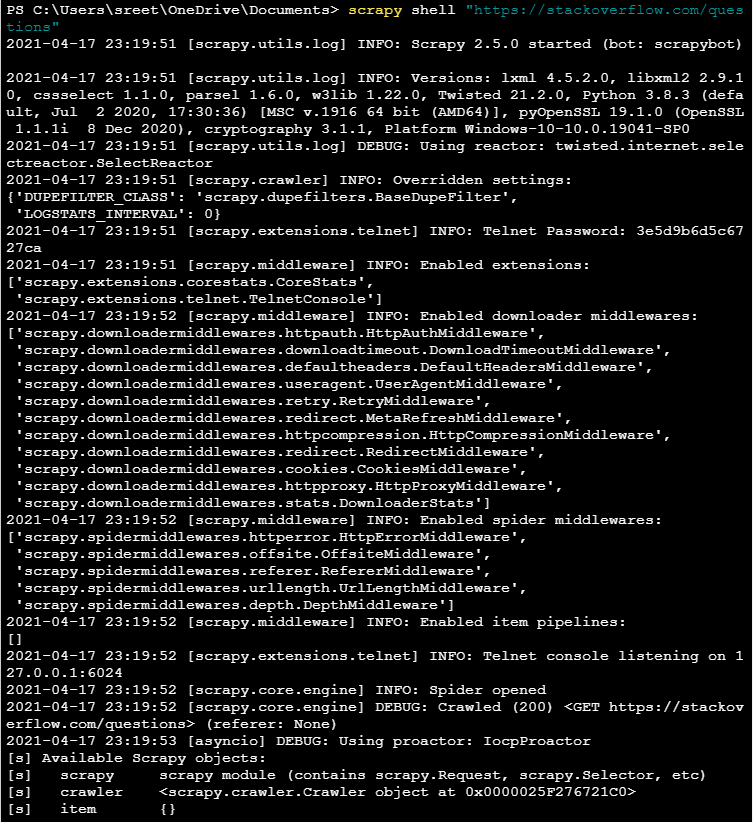 PS C:\Users\sreet\OneDrive\Documents> scrapy shell "https://stackoverflow.com/ques
tions"
2021-04-17 23:19:51 [scrapy.utils.log] INFO: Scrapy 2.5.0 started (bot: scrapybot)
2021-04-17 23:19:51 [scrapy.utils.log] INFO: Versions: lxml 4.5.2.0, libxml2 2.9.1
0, cssselect 1.1.0, parsel 1.6.0, w3lib 1.22.0, Twisted 21.2.0, Python 3.8.3 (defa
ult, Jul  2 2020, 17:30:36) [MSC v.1916 64 bit (AMD64)], pyOpenSSL 19.1.0 (OpenSSL
 1.1.1i  8 Dec 2020), cryptography 3.1.1, Platform Windows-10-10.0.19041-SP0
2021-04-17 23:19:51 [scrapy.utils.log] DEBUG: Using reactor: twisted.internet.sele
ctreactor.SelectReactor
2021-04-17 23:19:51 [scrapy.crawler] INFO: Overridden settings:
{'DUPEFILTER_CLASS': 'scrapy.dupefilters.BaseDupeFilter',
 'LOGSTATS_INTERVAL': 0}
2021-04-17 23:19:51 [scrapy.extensions.telnet] INFO: Telnet Password: 3e5d9b6d5c67
27ca
2021-04-17 23:19:51 [scrapy.middleware] INFO: Enabled extensions:
['scrapy.extensions.corestats.CoreStats',
 'scrapy.extensions.telnet.TelnetConsole']
2021-04-17 23:19:52 [scrapy.middleware] INFO: Enabled downloader middlewares:
['scrapy.downloadermiddlewares.httpauth.HttpAuthMiddleware',
 'scrapy.downloadermiddlewares.downloadtimeout.DownloadTimeoutMiddleware',
 'scrapy.downloadermiddlewares.defaultheaders.DefaultHeadersMiddleware',
 'scrapy.downloadermiddlewares.useragent.UserAgentMiddleware',
 'scrapy.downloadermiddlewares.retry.RetryMiddleware',
 'scrapy.downloadermiddlewares.redirect.MetaRefreshMiddleware',
 'scrapy.downloadermiddlewares.httpcompression.HttpCompressionMiddleware',
 'scrapy.downloadermiddlewares.redirect.RedirectMiddleware',
 'scrapy.downloadermiddlewares.cookies.CookiesMiddleware',
 'scrapy.downloadermiddlewares.httpproxy.HttpProxyMiddleware',
 'scrapy.downloadermiddlewares.stats.DownloaderStats']
2021-04-17 23:19:52 [scrapy.middleware] INFO: Enabled spider middlewares:
['scrapy.spidermiddlewares.httperror.HttpErrorMiddleware',
 'scrapy.spidermiddlewares.offsite.OffsiteMiddleware',
 'scrapy.spidermiddlewares.referer.RefererMiddleware',
 'scrapy.spidermiddlewares.urllength.UrlLengthMiddleware',
 'scrapy.spidermiddlewares.depth.DepthMiddleware']
2021-04-17 23:19:52 [scrapy.middleware] INFO: Enabled item pipelines:
[]
2021-04-17 23:19:52 [scrapy.extensions.telnet] INFO: Telnet console listening on 1
27.0.0.1:6024
2021-04-17 23:19:52 [scrapy.core.engine] INFO: Spider opened
2021-04-17 23:19:52 [scrapy.core.engine] DEBUG: Crawled (200) <GET https://stackov
erflow.com/questions> (referer: None)
2021-04-17 23:19:53 [asyncio] DEBUG: Using proactor: IocpProactor
[s] Available Scrapy objects:
[s]   scrapy     scrapy module (contains scrapy.Request, scrapy.Selector, etc)
[s]   crawler    <scrapy.crawler.Crawler object at 0x0000025F276721C0>
[s]   item       {}